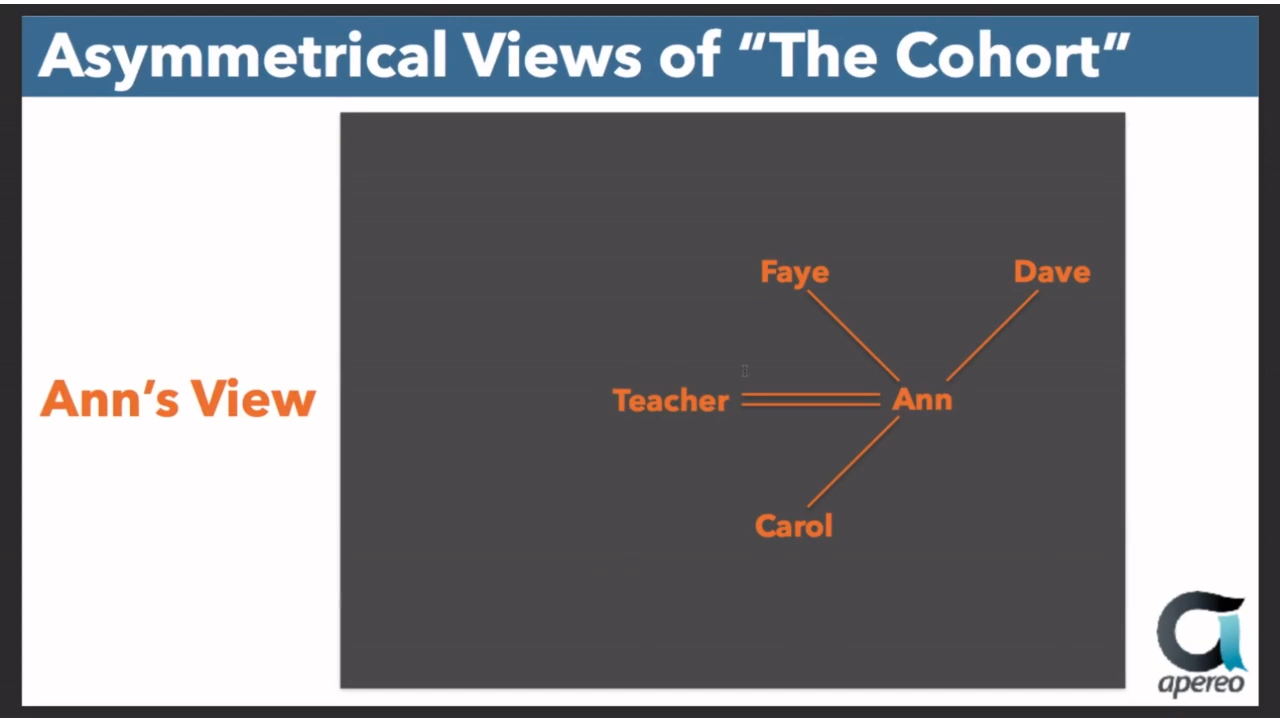 Asymmetrical Views of “The Cohort”
Ann’s View
Faye
Dave
Teacher
Ann
Carol
apereo